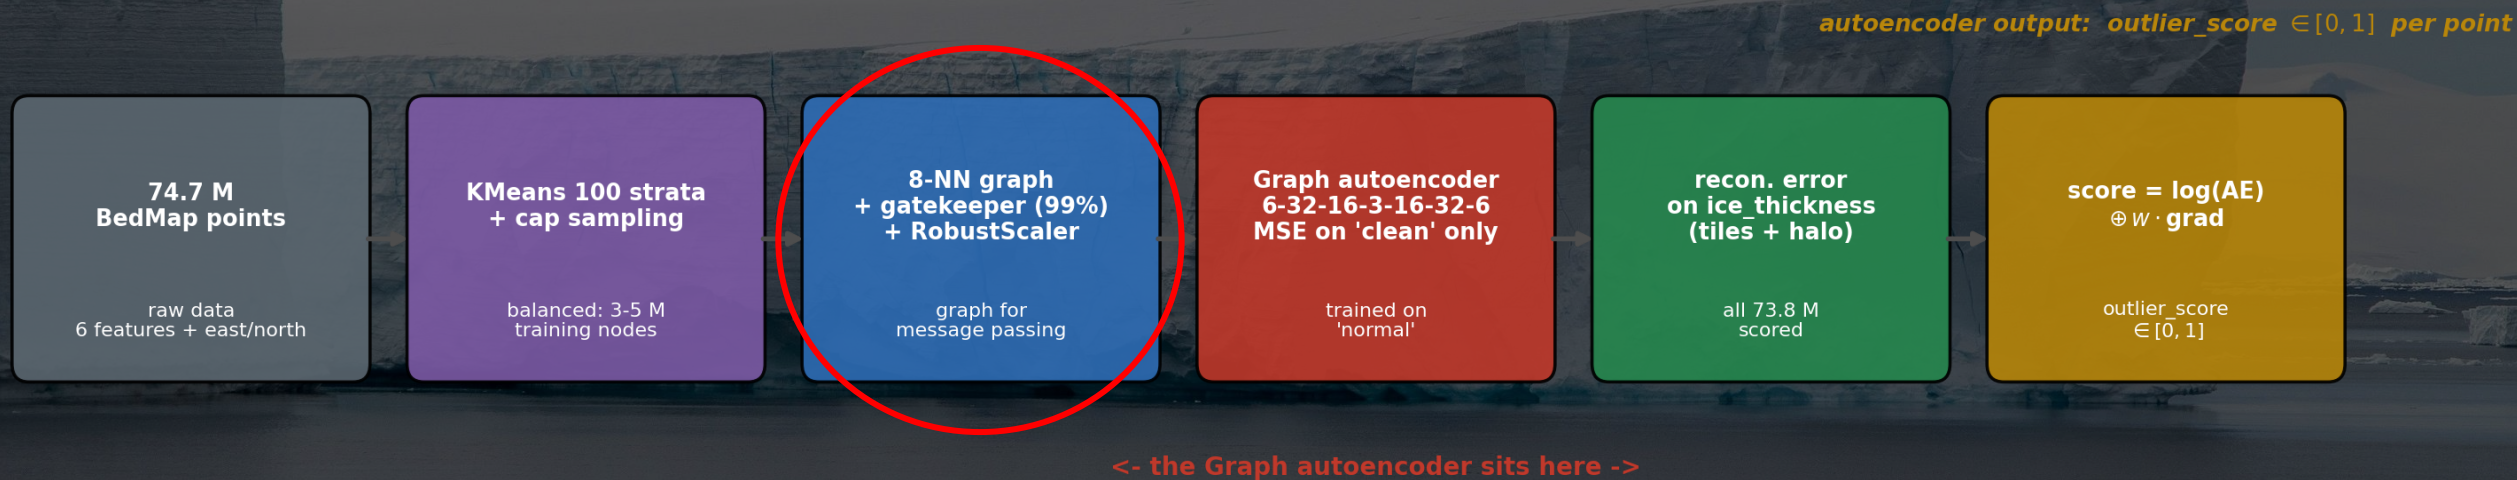 autoencoder output: outlier_score ∈ [0, 1] per point
74.7 M
BedMap points
raw data
6 features + east/north
KMeans 100 strata
+ cap sampling
balanced: 3-5 M
training nodes
8-NN graph
+ gatekeeper (99%)
+ RobustScaler
graph for
message passing
Graph autoencoder
6-32-16-3-16-32-6
MSE on 'clean' only
trained on
'normal'
recon. error
on ice_thickness
(tiles + halo)
all 73.8 M
scored
score = log(AE)
⊕ w · grad
outlier_score
∈ [0, 1]
<- the Graph autoencoder sits here ->